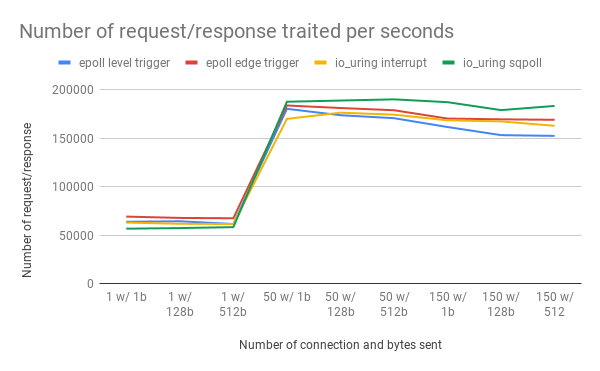 Number of request/response traited per seconds
epoll level trigger epoll edge trigger io_uring interrupt io_uring sqpoll
200000
150000
100000
50000
0
Number of request/response
1 w/ 1b 1 w/ 128b 1 w/ 512b 50 w/ 1b 50 w/ 128b 50 w/ 512b 150 w/ 1b 150 w/ 128b 150 w/ 512
Number of connection and bytes sent